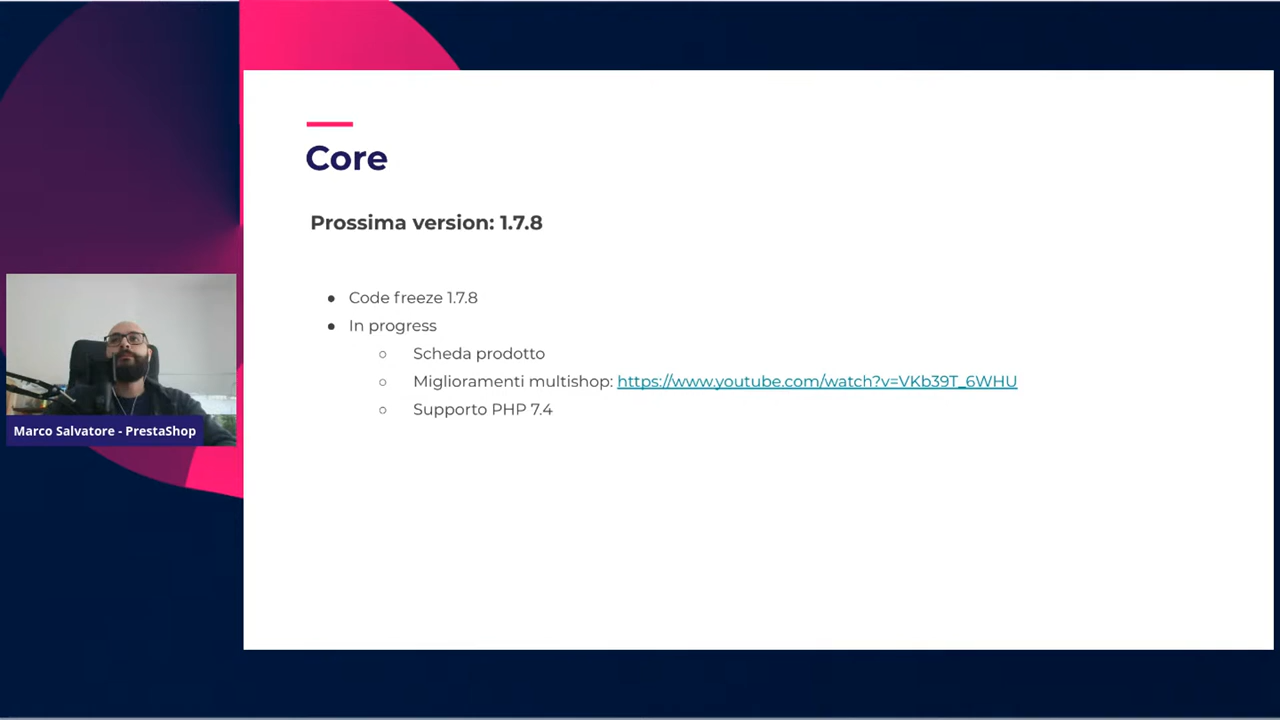 Core
Prossima version: 1.7.8
Code freeze 1.7.8
In progress
Scheda prodotto
Miglioramenti multishop: https://www.youtube.com/watch?v=VKb39T_6WHU
Supporto PHP 7.4
Marco Salvatore - PrestaShop